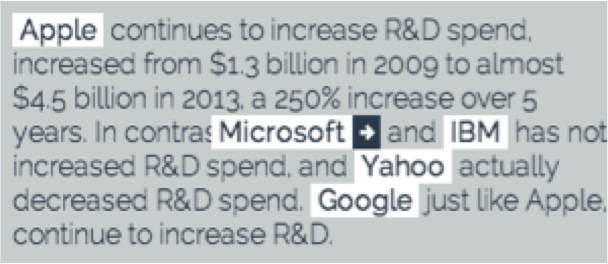 Apple continues to increase R&D spend,
increased from $1.3 billion in 2009 to almost
$4.5 billion in 2013, a 250% increase over 5
years. In contras Microsoft → and IBM has not
increased R&D spend, and Yahoo actually
decreased R&D spend. Google just like Apple,
continue to increase R&D.